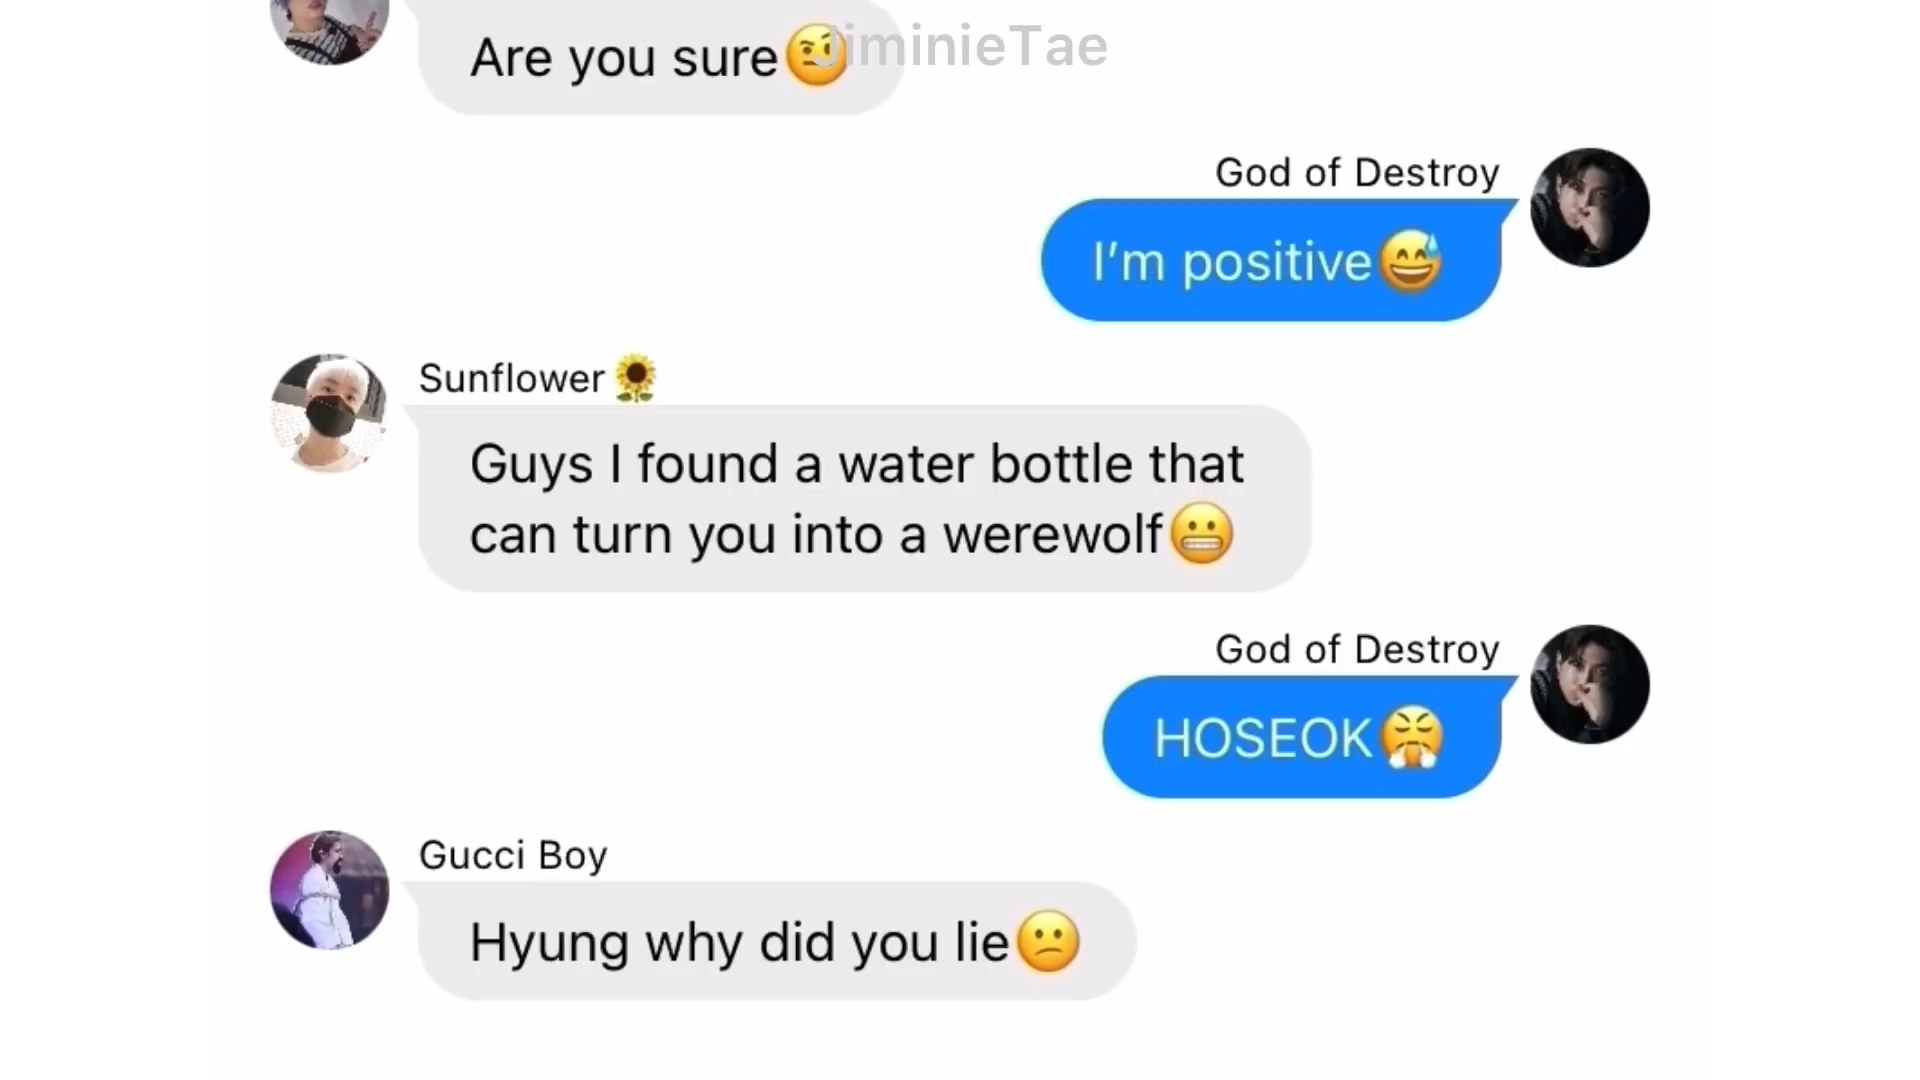 JiminieTae
Are you sure🤨
God of Destroy
I’m positive😅
Sunflower🌻
Guys I found a water bottle that
can turn you into a werewolf😬
God of Destroy
HOSEOK😤
Gucci Boy
Hyung why did you lie😕